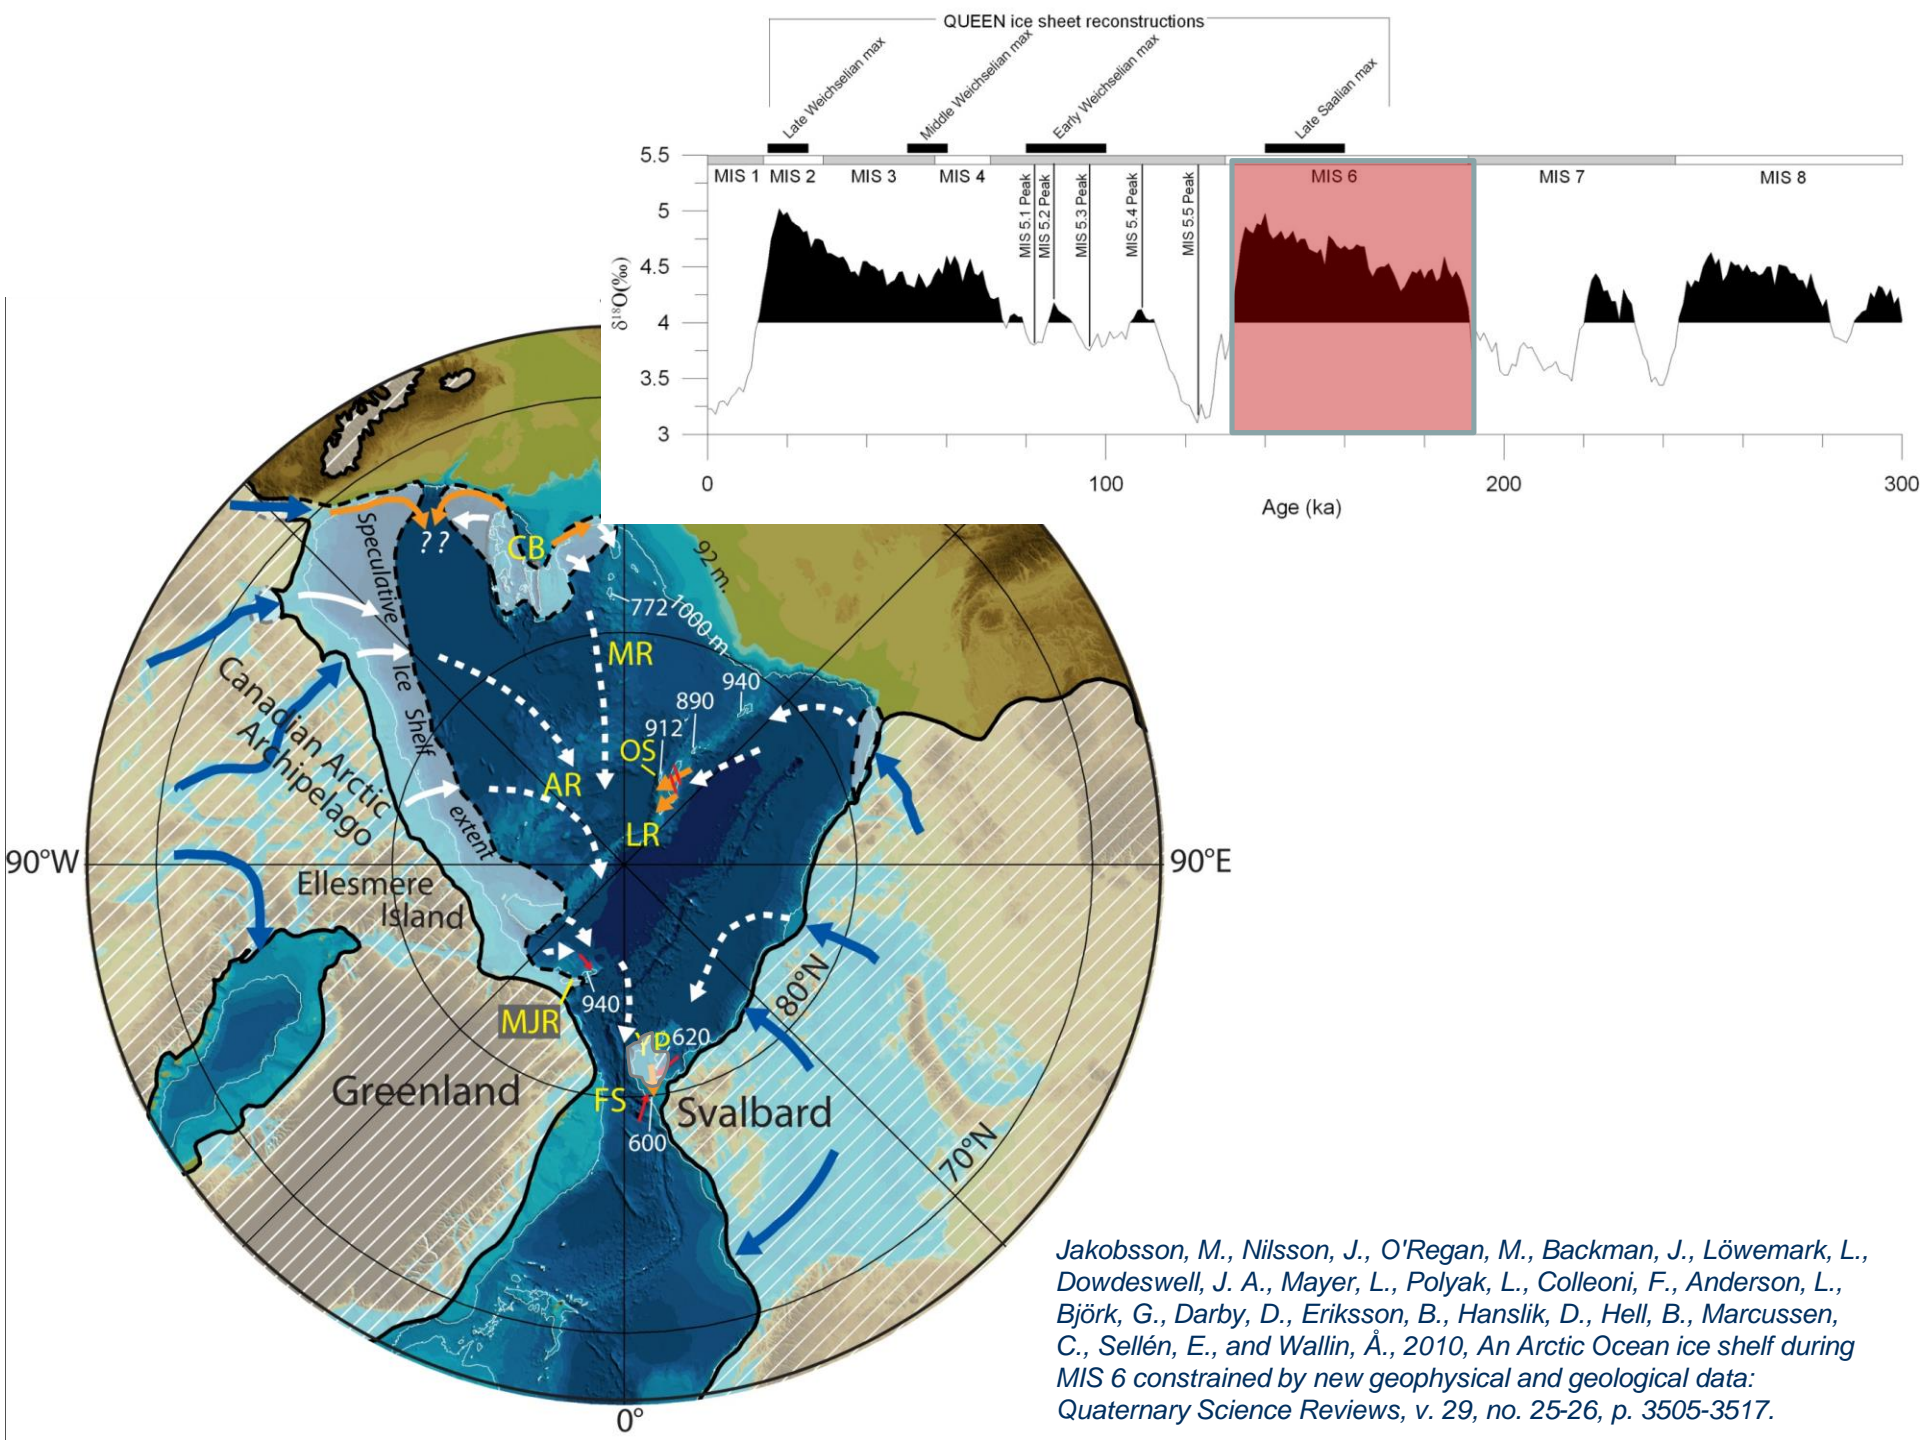 QUEEN ice sheet reconstructions
Late Weichselian max
Middle Weichselian max
Early Weichselian max
Late Saalian max
5.5
MIS 1
MIS 2
MIS 3
MIS 4
MIS 5.1 Peak
MIS 5.2 Peak
MIS 5.3 Peak
MIS 5.4 Peak
MIS 5.5 Peak
MIS 6
MIS 7
MIS 8
5
4.5
4
3.5
3
δ¹⁸O(‰)
0
100
200
300
Age (ka)
Speculative
Ice
Shelf
extent
??
CB
92 m.
1000 m
772
MR
940
890
912
OS
AR
LR
Canadian Arctic
Archipelago
90°W
90°E
Ellesmere
Island
80°N
940
MJR
YP
620
Greenland
FS
Svalbard
600
70°N
0°
Jakobsson, M., Nilsson, J., O'Regan, M., Backman, J., Löwemark, L.,
Dowdeswell, J. A., Mayer, L., Polyak, L., Colleoni, F., Anderson, L.,
Björk, G., Darby, D., Eriksson, B., Hanslik, D., Hell, B., Marcussen,
C., Sellén, E., and Wallin, Å., 2010, An Arctic Ocean ice shelf during
MIS 6 constrained by new geophysical and geological data:
Quaternary Science Reviews, v. 29, no. 25-26, p. 3505-3517.